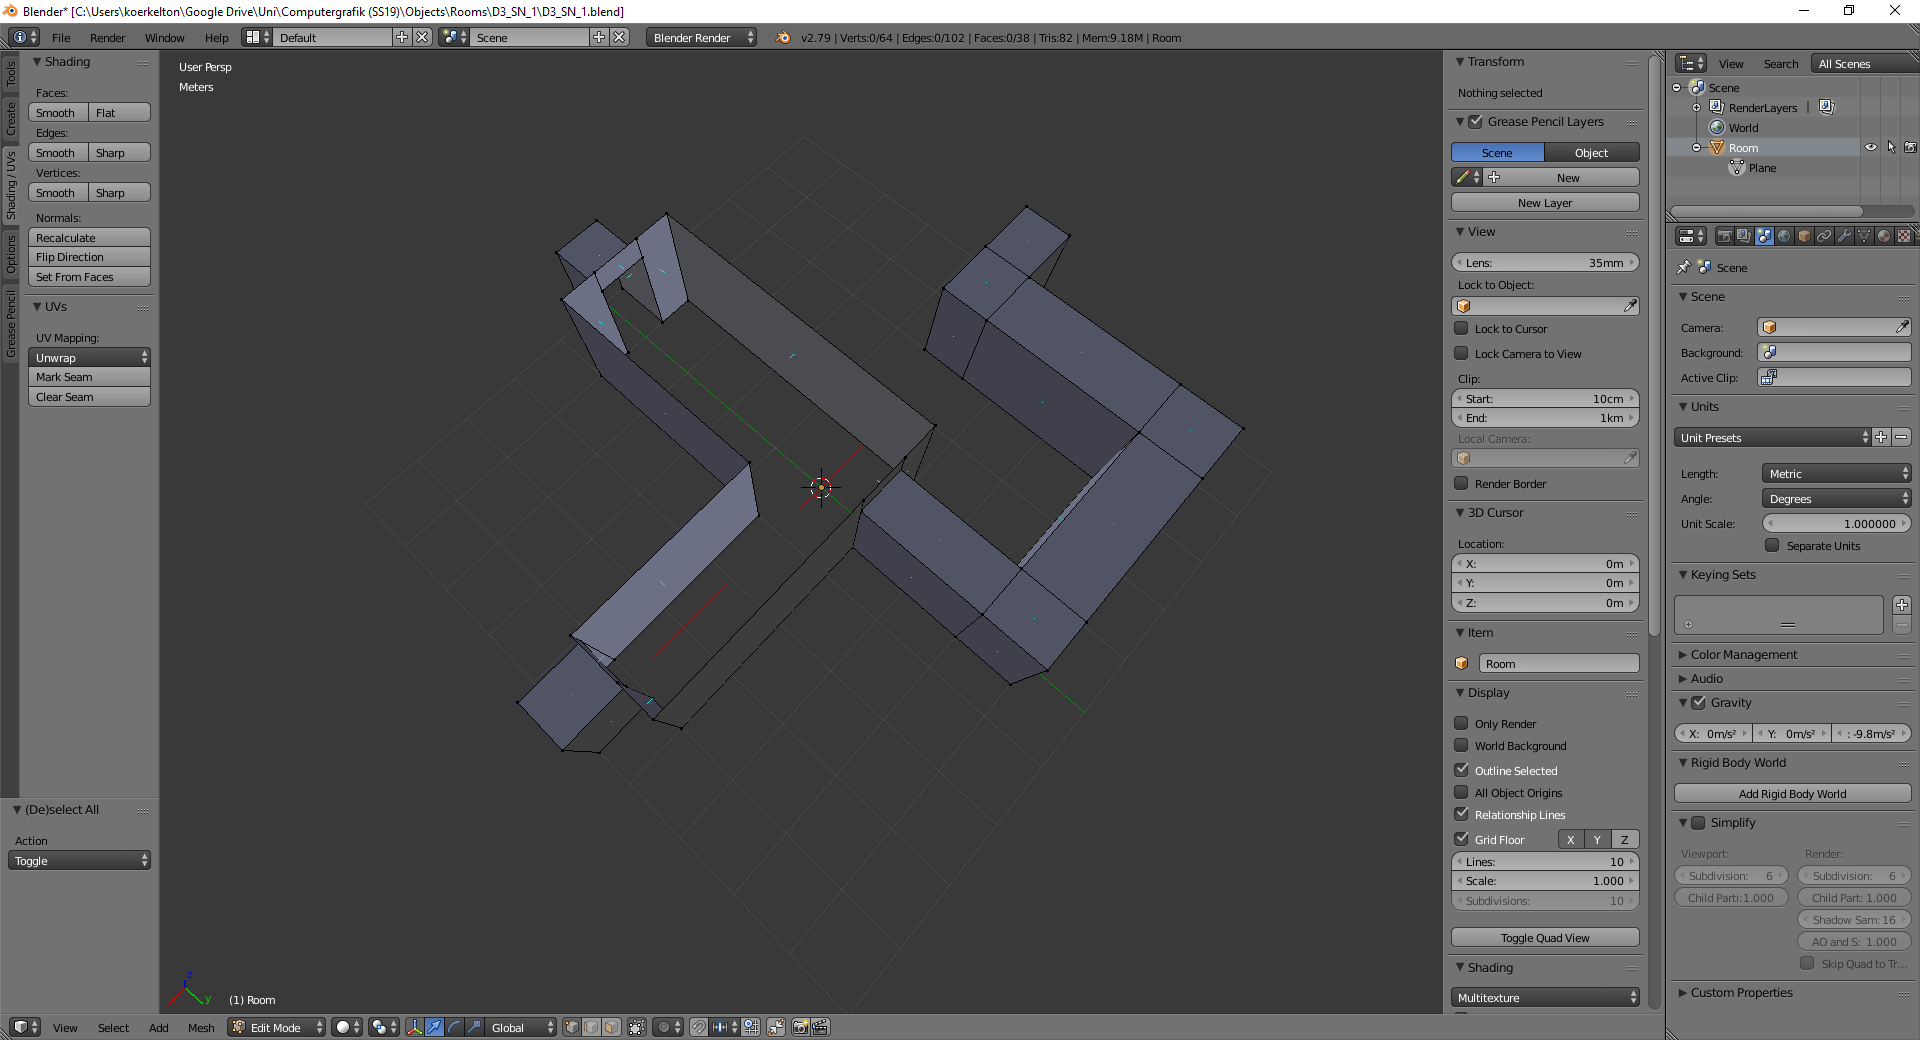 Blender* [C:\Users\koerkelton\Google Drive\Uni\Computergrafik (SS19)\Objects\Rooms\D3_SN_1\D3_SN_1.blend]
File Render Window Help Default Scene Blender Render v2.79 | Verts:0/64 | Edges:0/102 | Faces:0/38 | Tris:82 | Mem:9.18M | Room
Tools
Create
Shading / UVs
Options
Grease Pencil
Shading
Faces:
Smooth Flat
Edges:
Smooth Sharp
Vertices:
Smooth Sharp
Normals:
Recalculate
Flip Direction
Set From Faces
UVs
UV Mapping:
Unwrap
Mark Seam
Clear Seam
(De)select All
Action
Toggle
User Persp
Meters
z
y
(1) Room
View Select Add Mesh Edit Mode Global
Transform
Nothing selected
Grease Pencil Layers
Scene Object
New
New Layer
View
Lens: 35mm
Lock to Object:
Lock to Cursor
Lock Camera to View
Clip:
Start: 10cm
End: 1km
Local Camera:
Render Border
3D Cursor
Location:
X: 0m
Y: 0m
Z: 0m
Item
Room
Display
Only Render
World Background
Outline Selected
All Object Origins
Relationship Lines
Grid Floor X Y Z
Lines: 10
Scale: 1.000
Subdivisions: 10
Toggle Quad View
Shading
Multitexture
View Search All Scenes
Scene
RenderLayers |
World
Room
Plane
Scene
Scene
Camera:
Background:
Active Clip:
Units
Unit Presets
Length: Metric
Angle: Degrees
Unit Scale: 1.000000
Separate Units
Keying Sets
Color Management
Audio
Gravity
X: 0m/s² Y: 0m/s² : -9.8m/s²
Rigid Body World
Add Rigid Body World
Simplify
Viewport: Render:
Subdivision: 6 Subdivision: 6
Child Parti:1.000 Child Part: 1.000
Shadow Sam: 16
AO and S: 1.000
Skip Quad to Tr...
Custom Properties